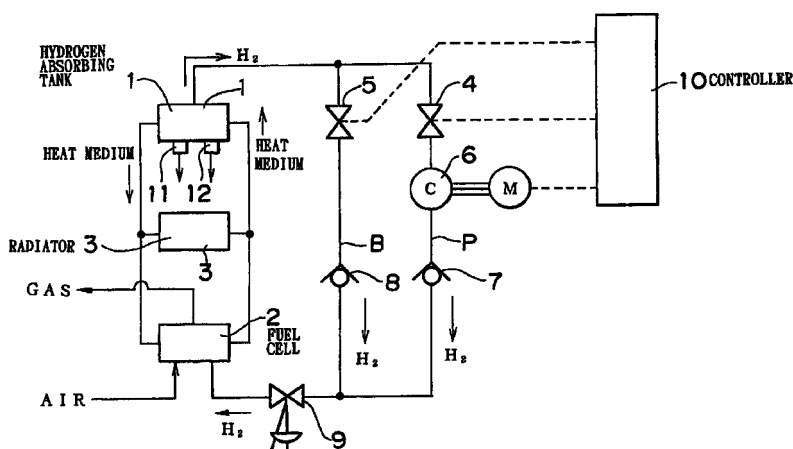 HYDROGEN
ABSORBING
TANK
H₂
1 1
5
4
10 CONTROLLER
HEAT MEDIUM
HEAT
MEDIUM
11 12
6
C M
RADIATOR 3
3
B
P
8
7
GAS
2
FUEL
CELL
H₂
H₂
AIR
H₂
9